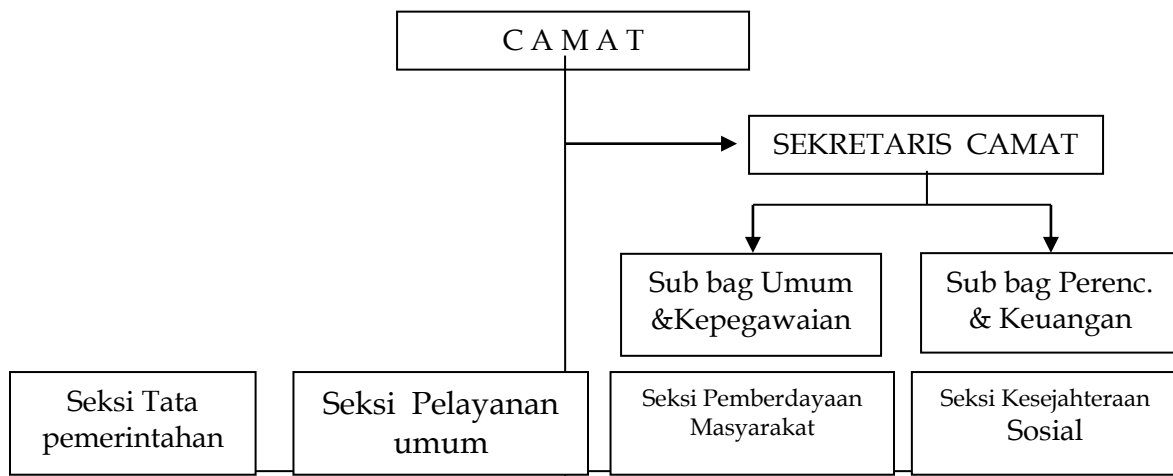 C A M A T
SEKRETARIS CAMAT
Sub bag Umum
&Kepegawaian
Sub bag Perenc.
& Keuangan
Seksi Tata
pemerintahan
Seksi Pelayanan
umum
Seksi Pemberdayaan
Masyarakat
Seksi Kesejahteraan
Sosial